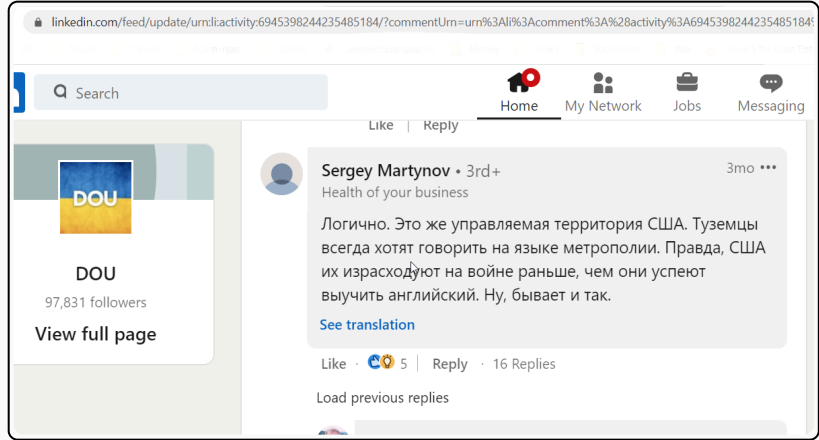 linkedin.com/feed/update/urn:li:activity:6945398244235485184/?commentUrn=urn%3Ali%3Acomment%3A%28activity%3A6945398244235485184%
Search
Home
My Network
Jobs
Messaging
Like | Reply
DOU
DOU
97,831 followers
View full page
Sergey Martynov • 3rd+
3mo •••
Health of your business
Логично. Это же управляемая территория США. Туземцы
всегда хотят говорить на языке метрополии. Правда, США
их израсходуют на войне раньше, чем они успеют
выучить английский. Ну, бывает и так.
See translation
Like · 5 | Reply · 16 Replies
Load previous replies